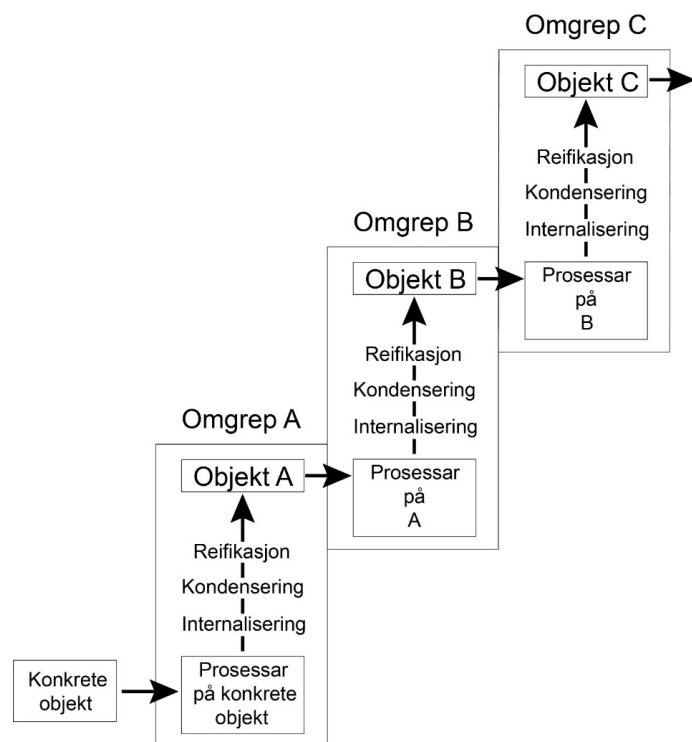 Omgrep C
Objekt C
Reifikasjon
Kondensering
Internalisering
Prosessar
på
B
Omgrep B
Objekt B
Reifikasjon
Kondensering
Internalisering
Prosessar
på
A
Omgrep A
Objekt A
Reifikasjon
Kondensering
Internalisering
Prosessar
på konkrete
objekt
Konkrete
objekt